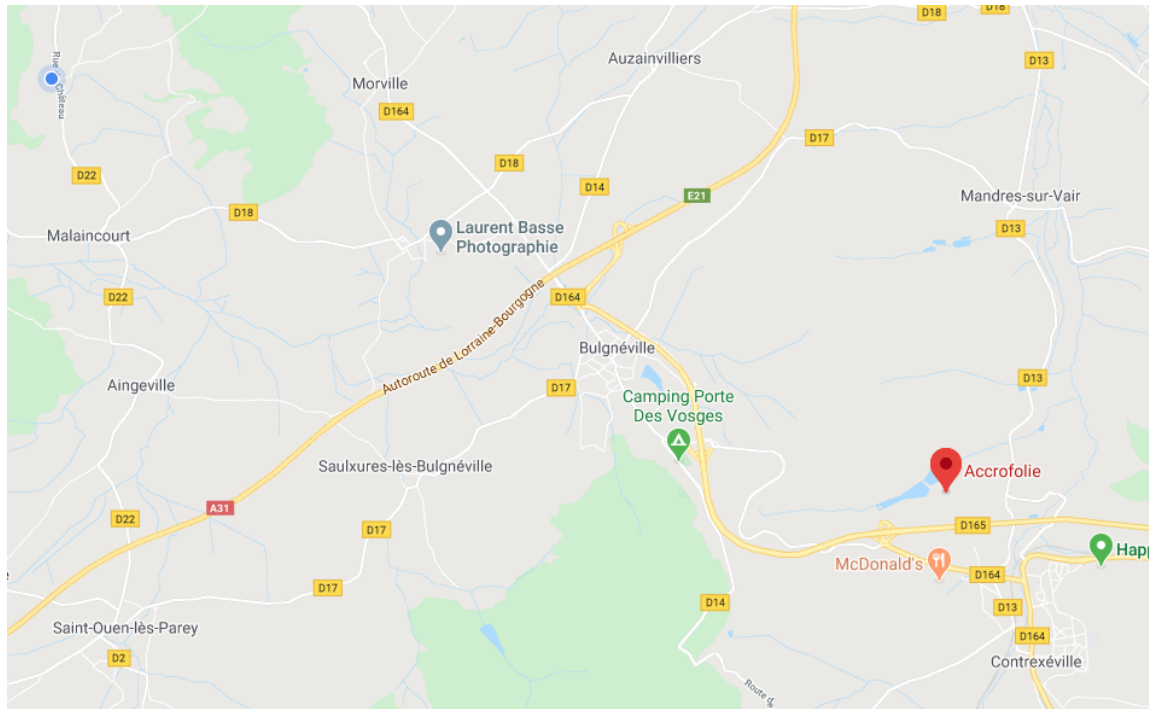 D18
D18
Auzainvilliers
D13
Rue du Château
Morville
D164
D17
D18
D22
D14
E21
Mandres-sur-Vair
D18
Malaincourt
Laurent Basse
Photographie
D13
D22
D164
Autoroute de Lorraine-Bourgogne
Bulgnéville
Aingeville
D17
D13
Camping Porte
Des Vosges
Saulxures-lès-Bulgnéville
Accrofolie
A31
D22
D17
D165
Happ
McDonald's
D164
D17
D14
D13
Saint-Ouen-lès-Parey
D164
D2
Contrexéville
Route de